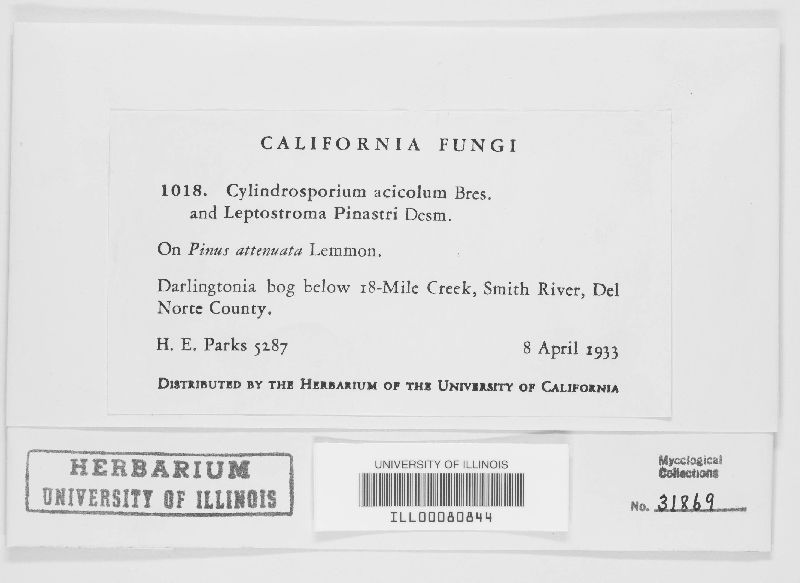 CALIFORNIA FUNGI
1018. Cylindrosporium acicolum Bres.
and Leptostroma Pinastri Desm.
On Pinus attenuata Lemmon.
Darlingtonia bog below 18-Mile Creek, Smith River, Del
Norte County.
H. E. Parks 5287 8 April 1933
DISTRIBUTED BY THE HERBARIUM OF THE UNIVERSITY OF CALIFORNIA
HERBARIUM
UNIVERSITY OF ILLINOIS
UNIVERSITY OF ILLINOIS
ILL00080844
Mycological
Collections
No. 31869